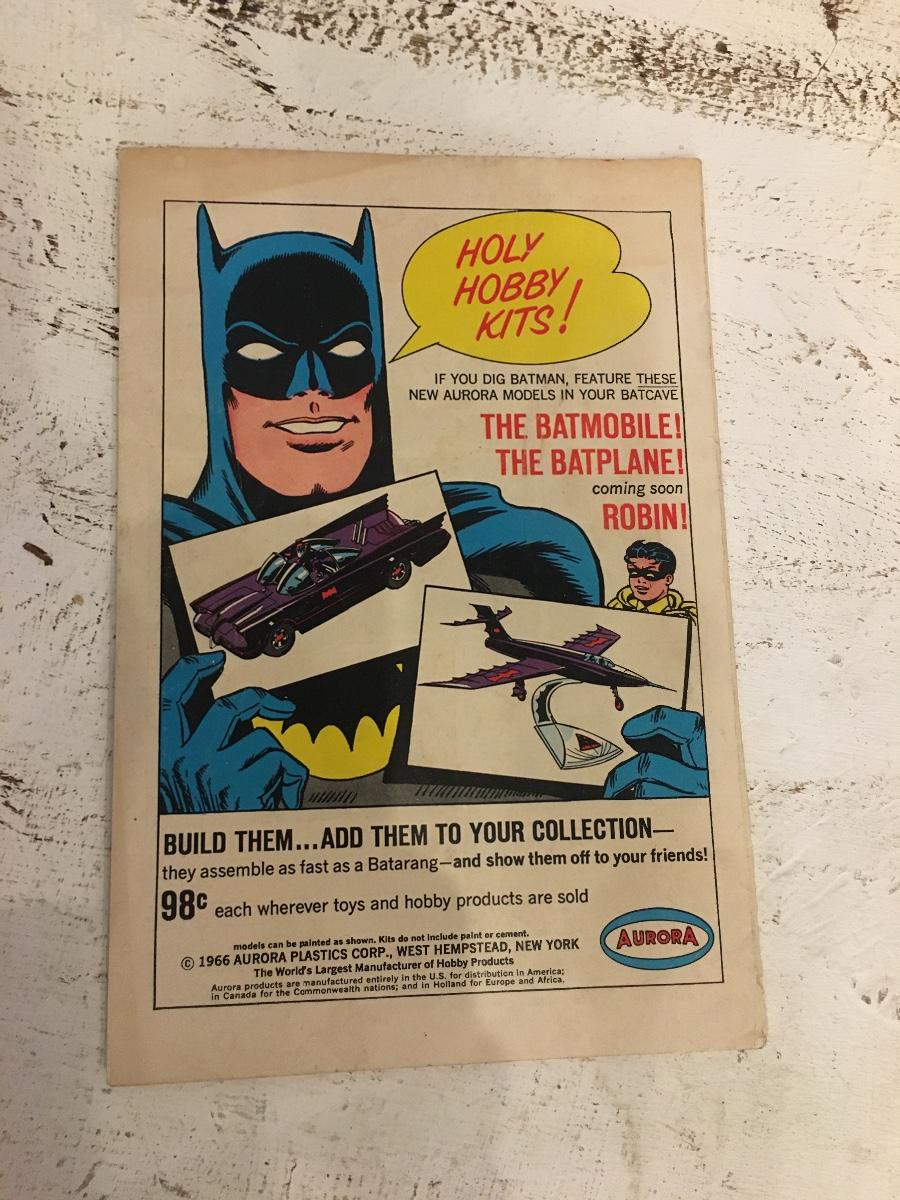 HOLY
HOBBY
KITS!
IF YOU DIG BATMAN, FEATURE THESE
NEW AURORA MODELS IN YOUR BATCAVE
THE BATMOBILE!
THE BATPLANE!
coming soon
ROBIN!
BUILD THEM...ADD THEM TO YOUR COLLECTION—
they assemble as fast as a Batarang—and show them off to your friends!
98c each wherever toys and hobby products are sold
models can be painted as shown. Kits do not include paint or cement.
© 1966 AURORA PLASTICS CORP., WEST HEMPSTEAD, NEW YORK
The World's Largest Manufacturer of Hobby Products
Aurora products are manufactured entirely in the U.S. for distribution in America;
in Canada for the Commonwealth nations; and in Holland for Europe and Africa.
AURORA